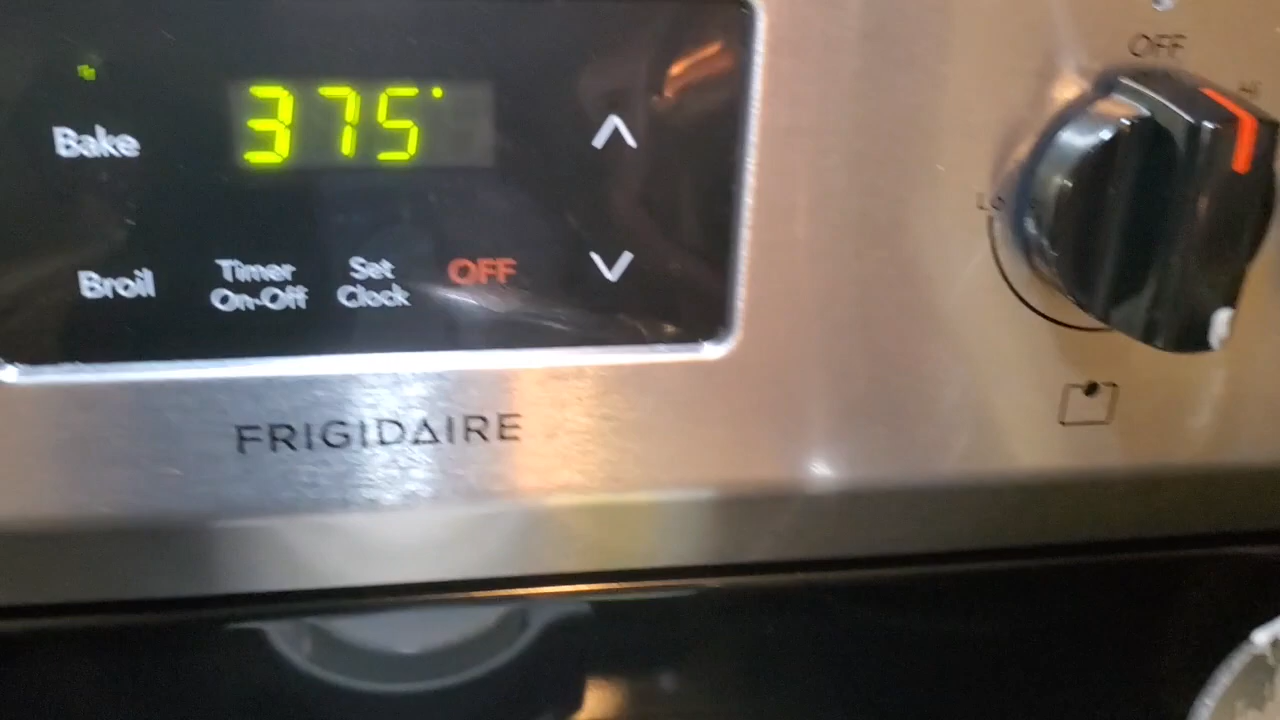 375°
Bake
Broil
Timer
On-Off
Set
Clock
OFF
FRIGIDAIRE
OFF
HI
LO